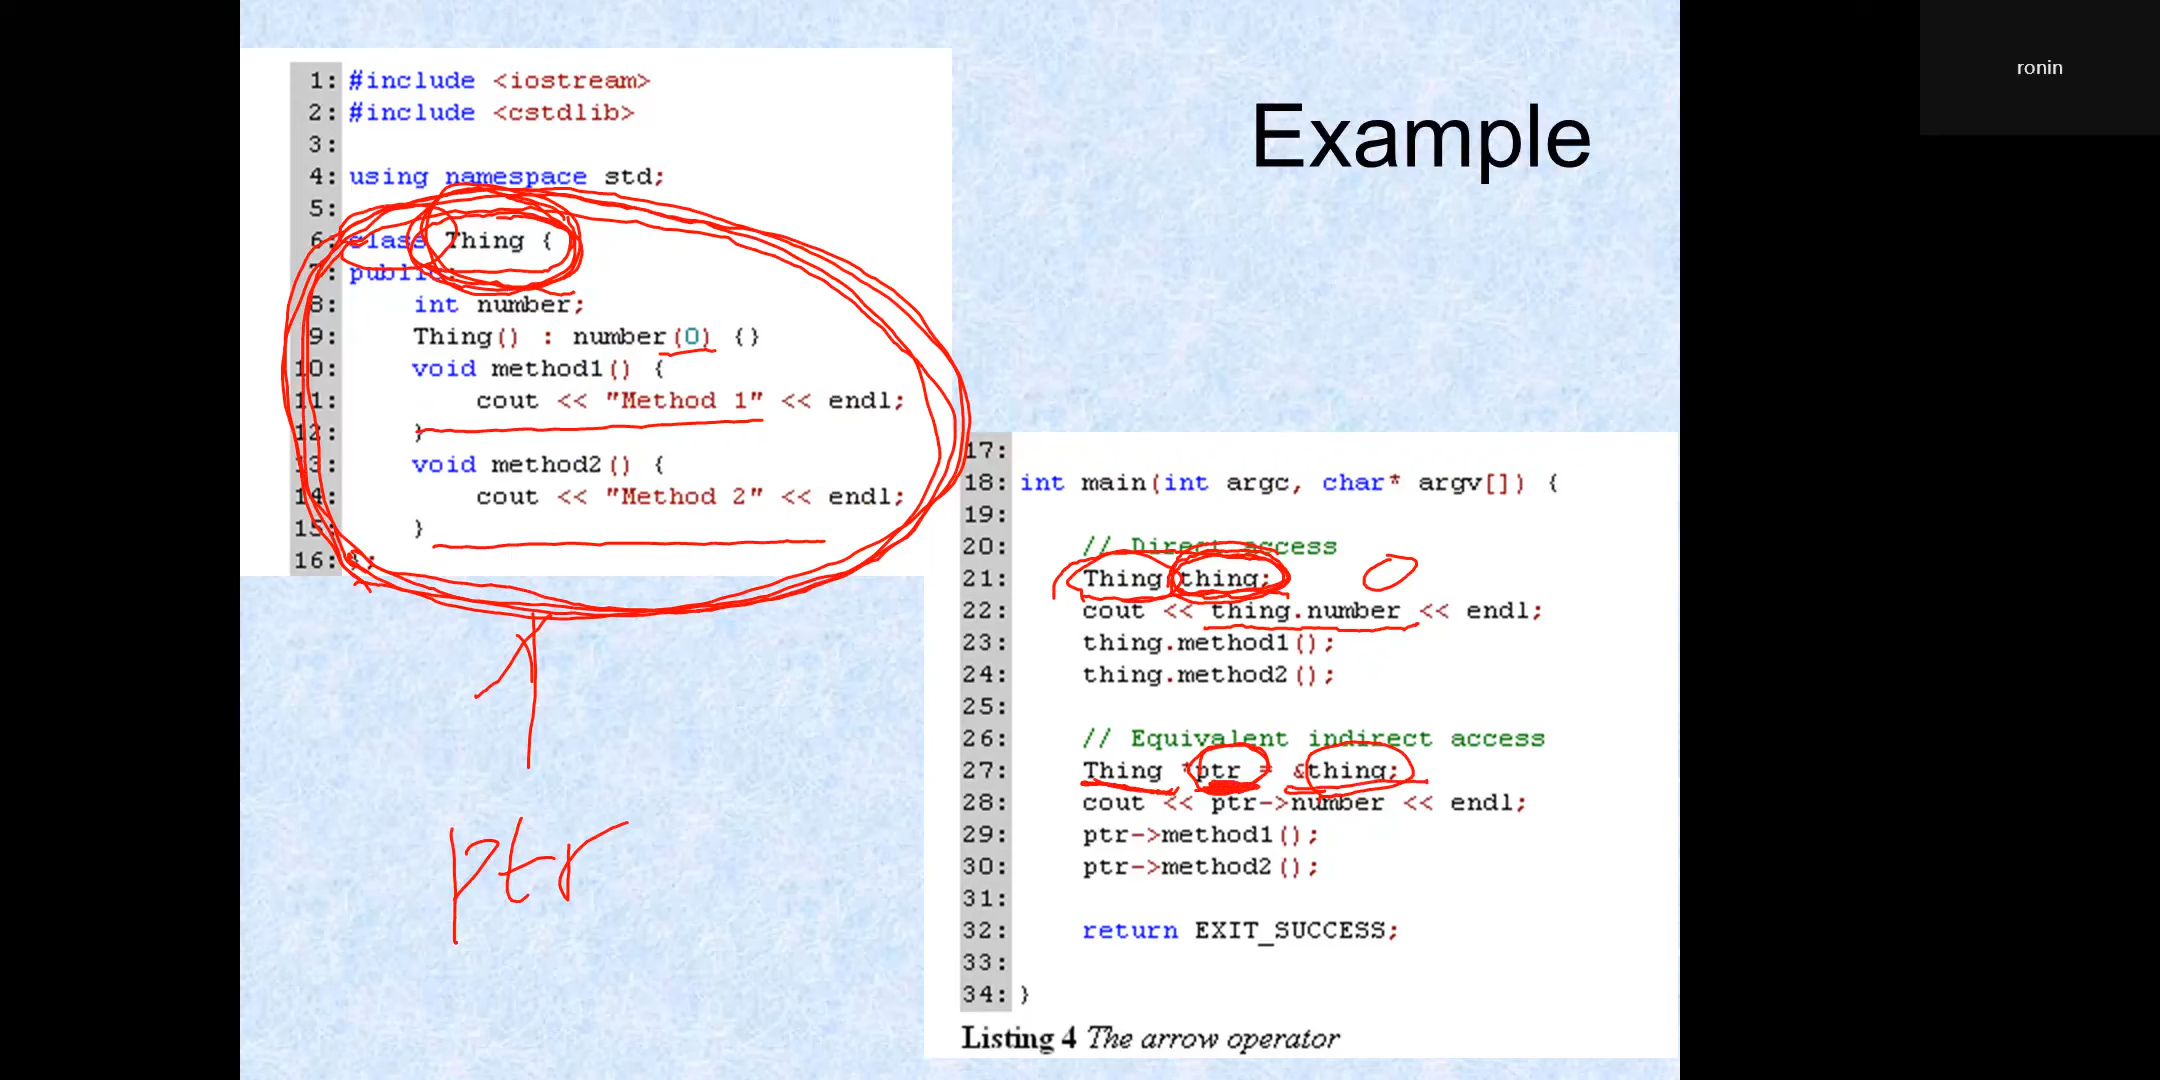 Example
ronin
1: #include <iostream>
2: #include <cstdlib>
3:
4: using namespace std;
5:
6: class Thing {
7: public:
8: int number;
9: Thing() : number(0) {}
10: void method1() {
11: cout << "Method 1" << endl;
12: }
13: void method2() {
14: cout << "Method 2" << endl;
15: }
16: };
ptr
17:
18: int main(int argc, char* argv[]) {
19:
20: // Direct access
21: Thing thing;
22: cout << thing.number << endl;
23: thing.method1();
24: thing.method2();
25:
26: // Equivalent indirect access
27: Thing *ptr = &thing;
28: cout << ptr->number << endl;
29: ptr->method1();
30: ptr->method2();
31:
32: return EXIT_SUCCESS;
33:
34: }
Listing 4 The arrow operator